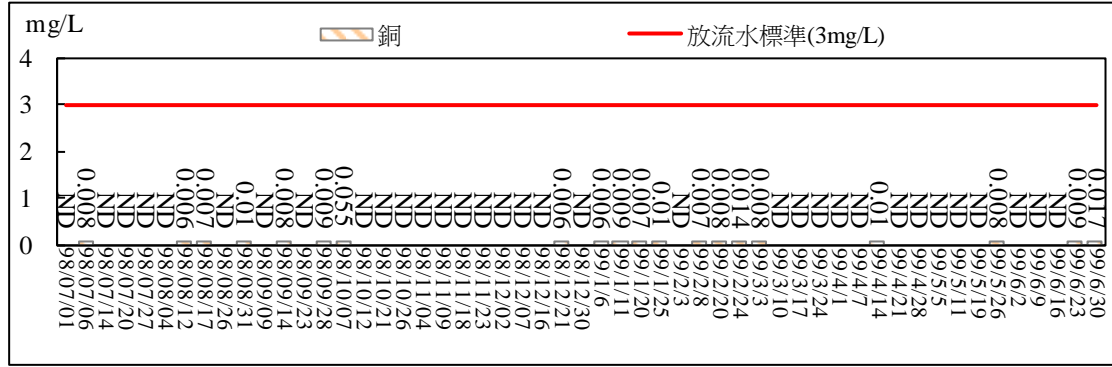 mg/L
銅
放流水標準(3mg/L)
4
3
2
1
0
ND
0.008
ND
ND
ND
ND
0.006
0.007
ND
0.01
ND
0.008
ND
0.009
0.055
ND
ND
ND
ND
ND
ND
ND
ND
ND
ND
0.006
ND
0.006
0.009
0.007
0.01
ND
0.007
0.008
0.014
0.008
ND
ND
ND
ND
ND
0.01
ND
ND
ND
ND
ND
0.008
ND
ND
ND
0.009
0.017
98/07/01
98/07/06
98/07/14
98/07/20
98/07/27
98/08/04
98/08/12
98/08/17
98/08/26
98/08/31
98/09/09
98/09/14
98/09/23
98/09/28
98/10/07
98/10/12
98/10/21
98/10/26
98/11/04
98/11/09
98/11/18
98/11/23
98/12/02
98/12/07
98/12/16
98/12/21
98/12/30
99/1/6
99/1/11
99/1/20
99/1/25
99/2/3
99/2/8
99/2/20
99/2/24
99/3/3
99/3/10
99/3/17
99/3/24
99/4/1
99/4/7
99/4/14
99/4/21
99/4/28
99/5/5
99/5/11
99/5/19
99/5/26
99/6/2
99/6/9
99/6/16
99/6/23
99/6/30